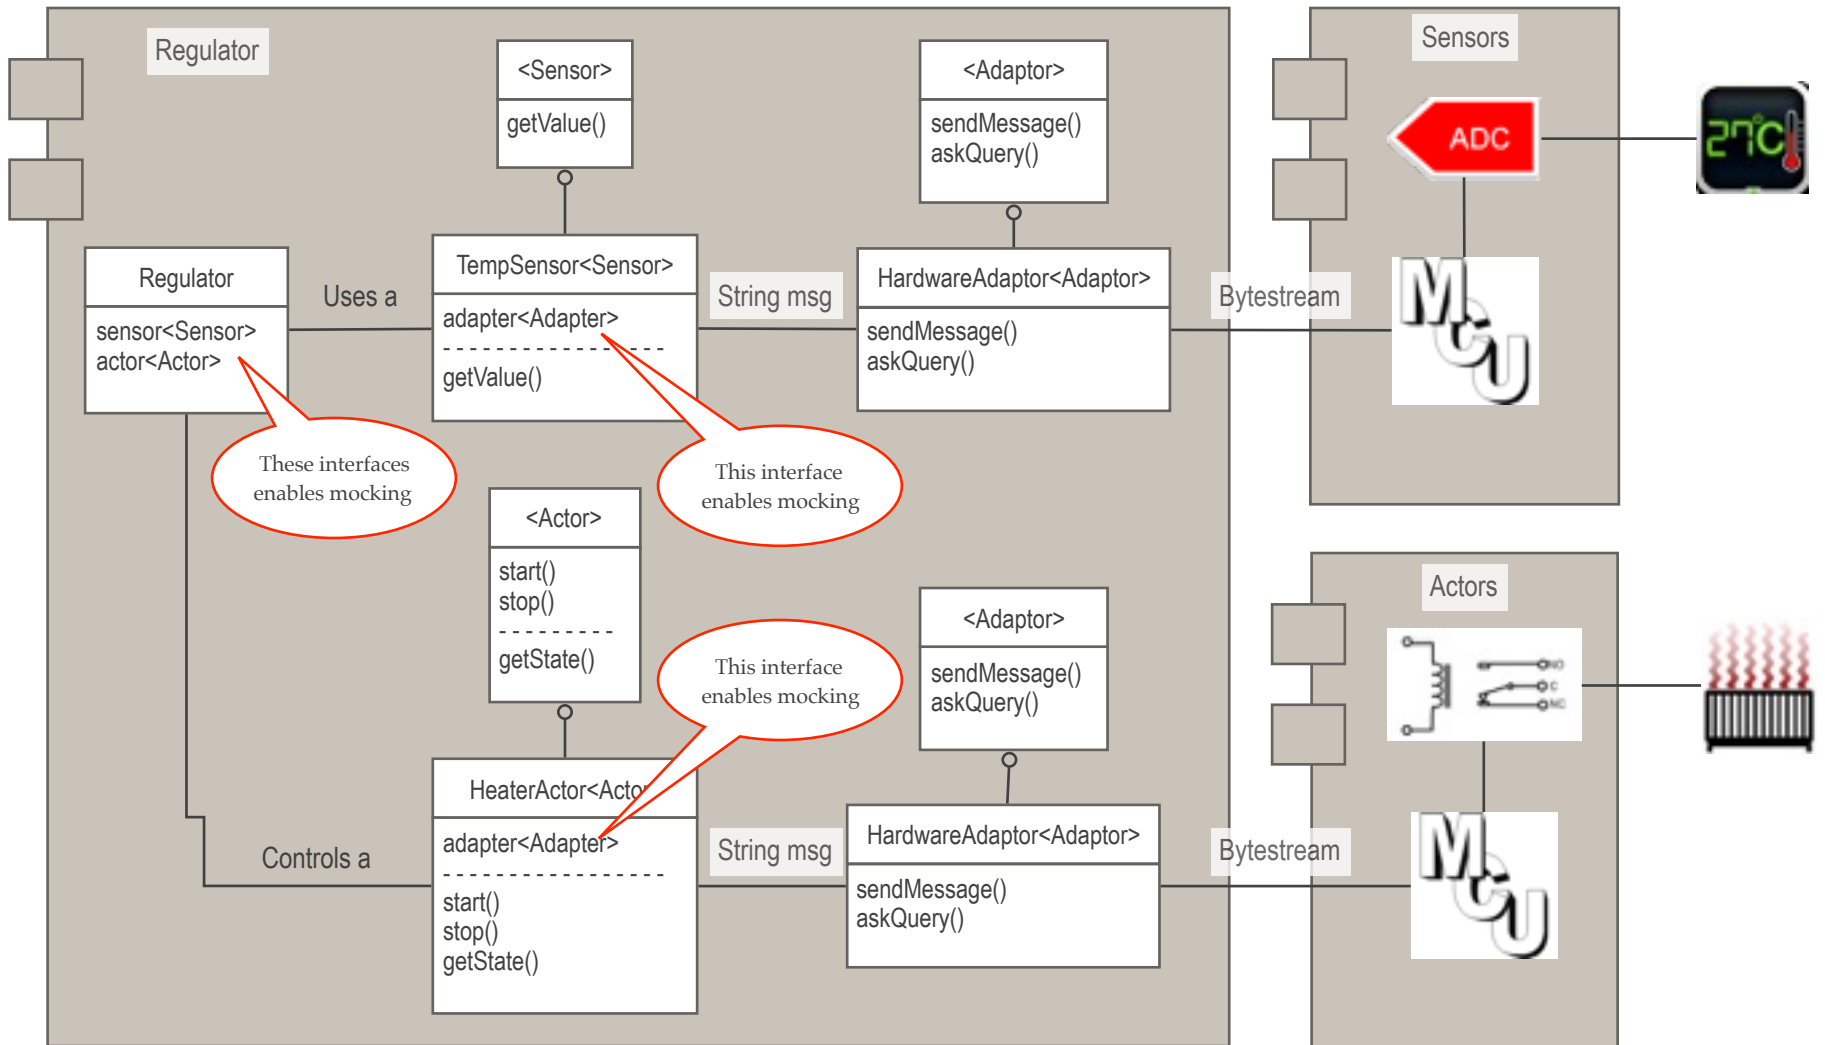 Regulator
<Sensor>
getValue()
<Adaptor>
sendMessage()
askQuery()
Sensors
ADC
27°C
Regulator
sensor<Sensor>
actor<Actor>
Uses a
TempSensor<Sensor>
adapter<Adapter>
getValue()
String msg
HardwareAdaptor<Adaptor>
sendMessage()
askQuery()
Bytestream
MCU
These interfaces
enables mocking
This interface
enables mocking
<Actor>
start()
stop()
getState()
This interface
enables mocking
<Adaptor>
sendMessage()
askQuery()
Actors
NO
C
NC
Controls a
HeaterActor<Acto
adapter<Adapter>
start()
stop()
getState()
String msg
HardwareAdaptor<Adaptor>
sendMessage()
askQuery()
Bytestream
MCU